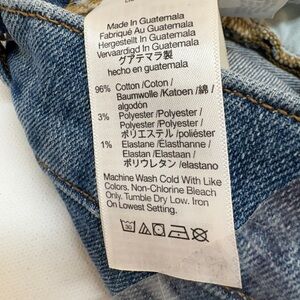 Made In Guatemala
Fabriqué Au Guatemala
Hergestellt In Guatemala
Vervaardigd In Guatemala
グアテマラ製
hecho en guatemala
96% Cotton /Coton /
Baumwolle /Katoen /綿 /
algodón
3% Polyester /Polyester /
Polyester /Polyester /
ポリエステル /poliéster
1% Elastane /Elasthanne /
Elastan /Elastaan /
ポリウレタン /elastano
Machine Wash Cold With Like
Colors. Non-Chlorine Bleach
Only. Tumble Dry Low. Iron
On Lowest Setting.
30